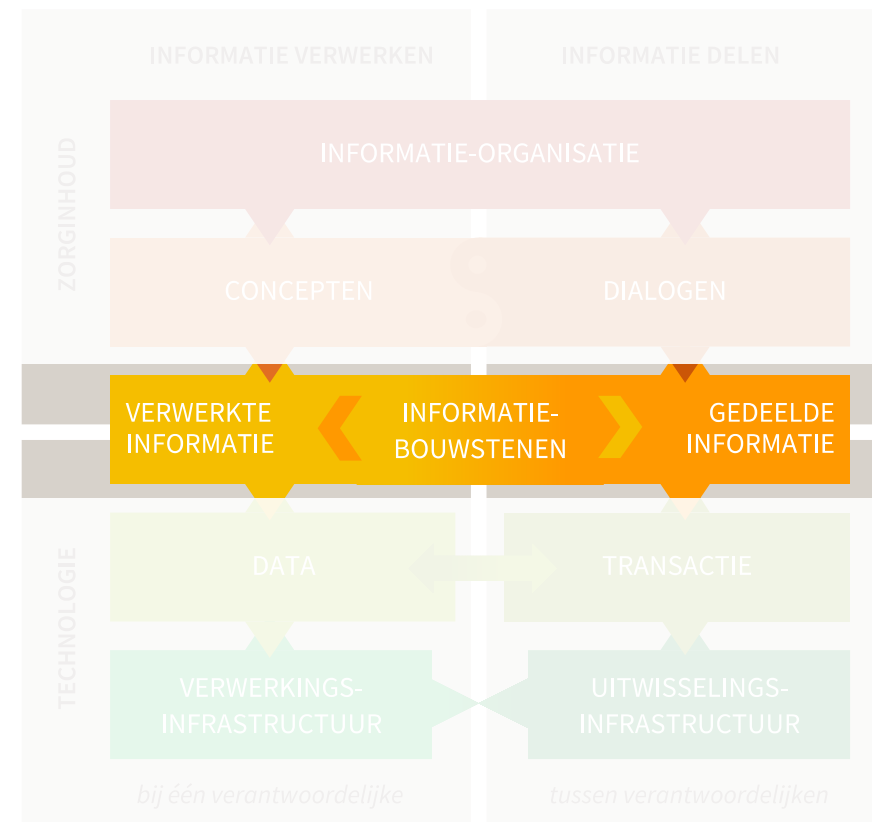 INFORMATIE VERWERKEN
INFORMATIE DELEN
ZORGINHOUD
INFORMATIE-ORGANISATIE
CONCEPTEN
DIALOGEN
VERWERKTE
INFORMATIE
INFORMATIE-
BOUWSTENEN
GEDEELDE
INFORMATIE
TECHNOLOGIE
DATA
TRANSACTIE
VERWERKINGS-
INFRASTRUCTUUR
UITWISSELINGS-
INFRASTRUCTUUR
bij één verantwoordelijke
tussen verantwoordelijken